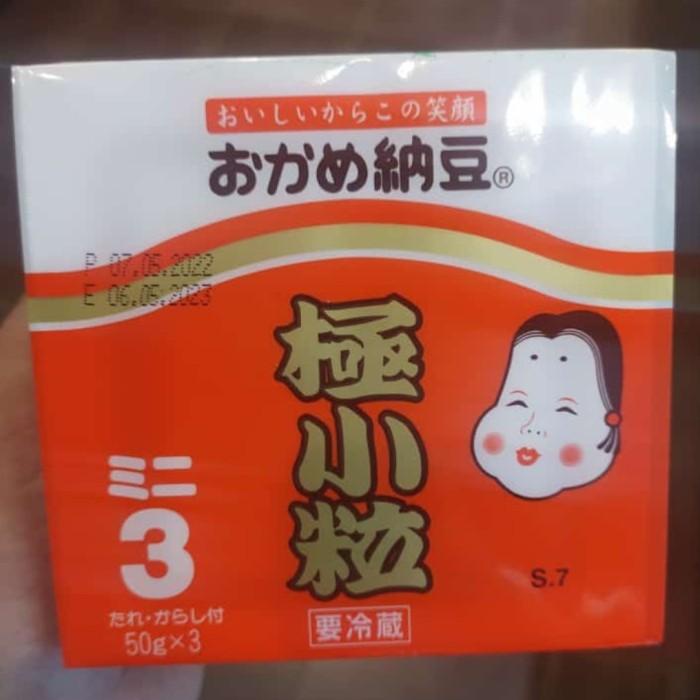 おいしいからこの笑顔
おかめ納豆®
P 07.05.2022
E 06.05.2023
極小粒
ミニ
3
たれ・からし付
50g×3
要冷蔵
S.7